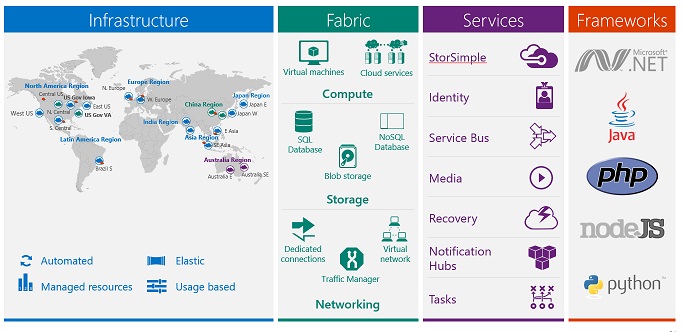 Infrastructure
North America Region
Central US
US Gov Iowa
West US
N. Central
East US
US Gov VA
S. Central
Latin America Region
Brazil S
N. Europe
Europe Region
W. Europe
Japan Region
Japan E
China Region
Japan W
India Region
E Asia
Asia Region
SE Asia
Australia Region
Australia E
Australia SE
Automated
Elastic
Managed resources
Usage based
Fabric
Virtual machines
Cloud services
Compute
SQL
Database
NoSQL
Database
Blob storage
Storage
Dedicated
connections
Virtual
network
Traffic Manager
Networking
Services
StorSimple
Identity
Service Bus
Media
Recovery
Notification
Hubs
Tasks
Frameworks
Microsoft
.NET
Java
php
nodeJS
python